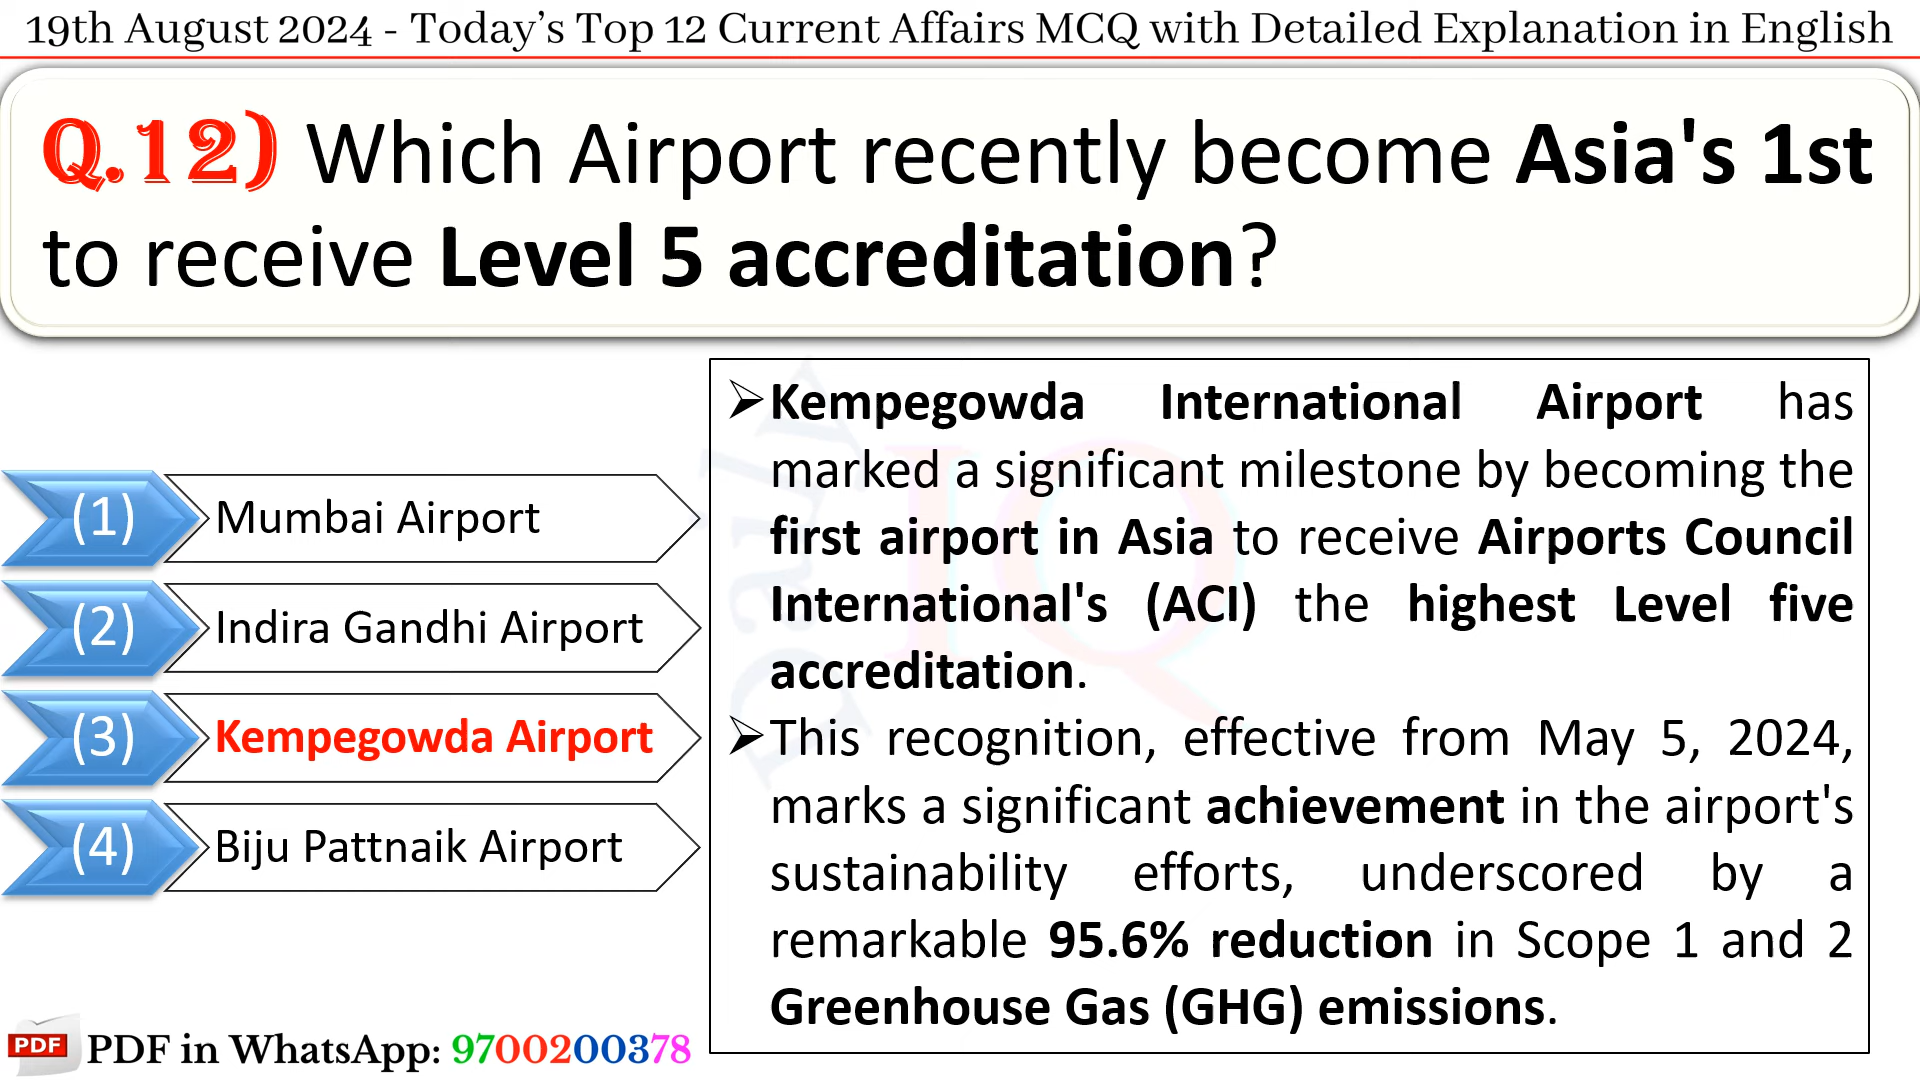 19th August 2024 - Today’s Top 12 Current Affairs MCQ with Detailed Explanation in English
Q.12) Which Airport recently become Asia's 1st
to receive Level 5 accreditation?
(1) Mumbai Airport
(2) Indira Gandhi Airport
(3) Kempegowda Airport
(4) Biju Pattnaik Airport
➢Kempegowda International Airport has
marked a significant milestone by becoming the
first airport in Asia to receive Airports Council
International's (ACI) the highest Level five
accreditation.
➢This recognition, effective from May 5, 2024,
marks a significant achievement in the airport's
sustainability efforts, underscored by a
remarkable 95.6% reduction in Scope 1 and 2
Greenhouse Gas (GHG) emissions.
Daily IQ
PDF PDF in WhatsApp: 9700200378